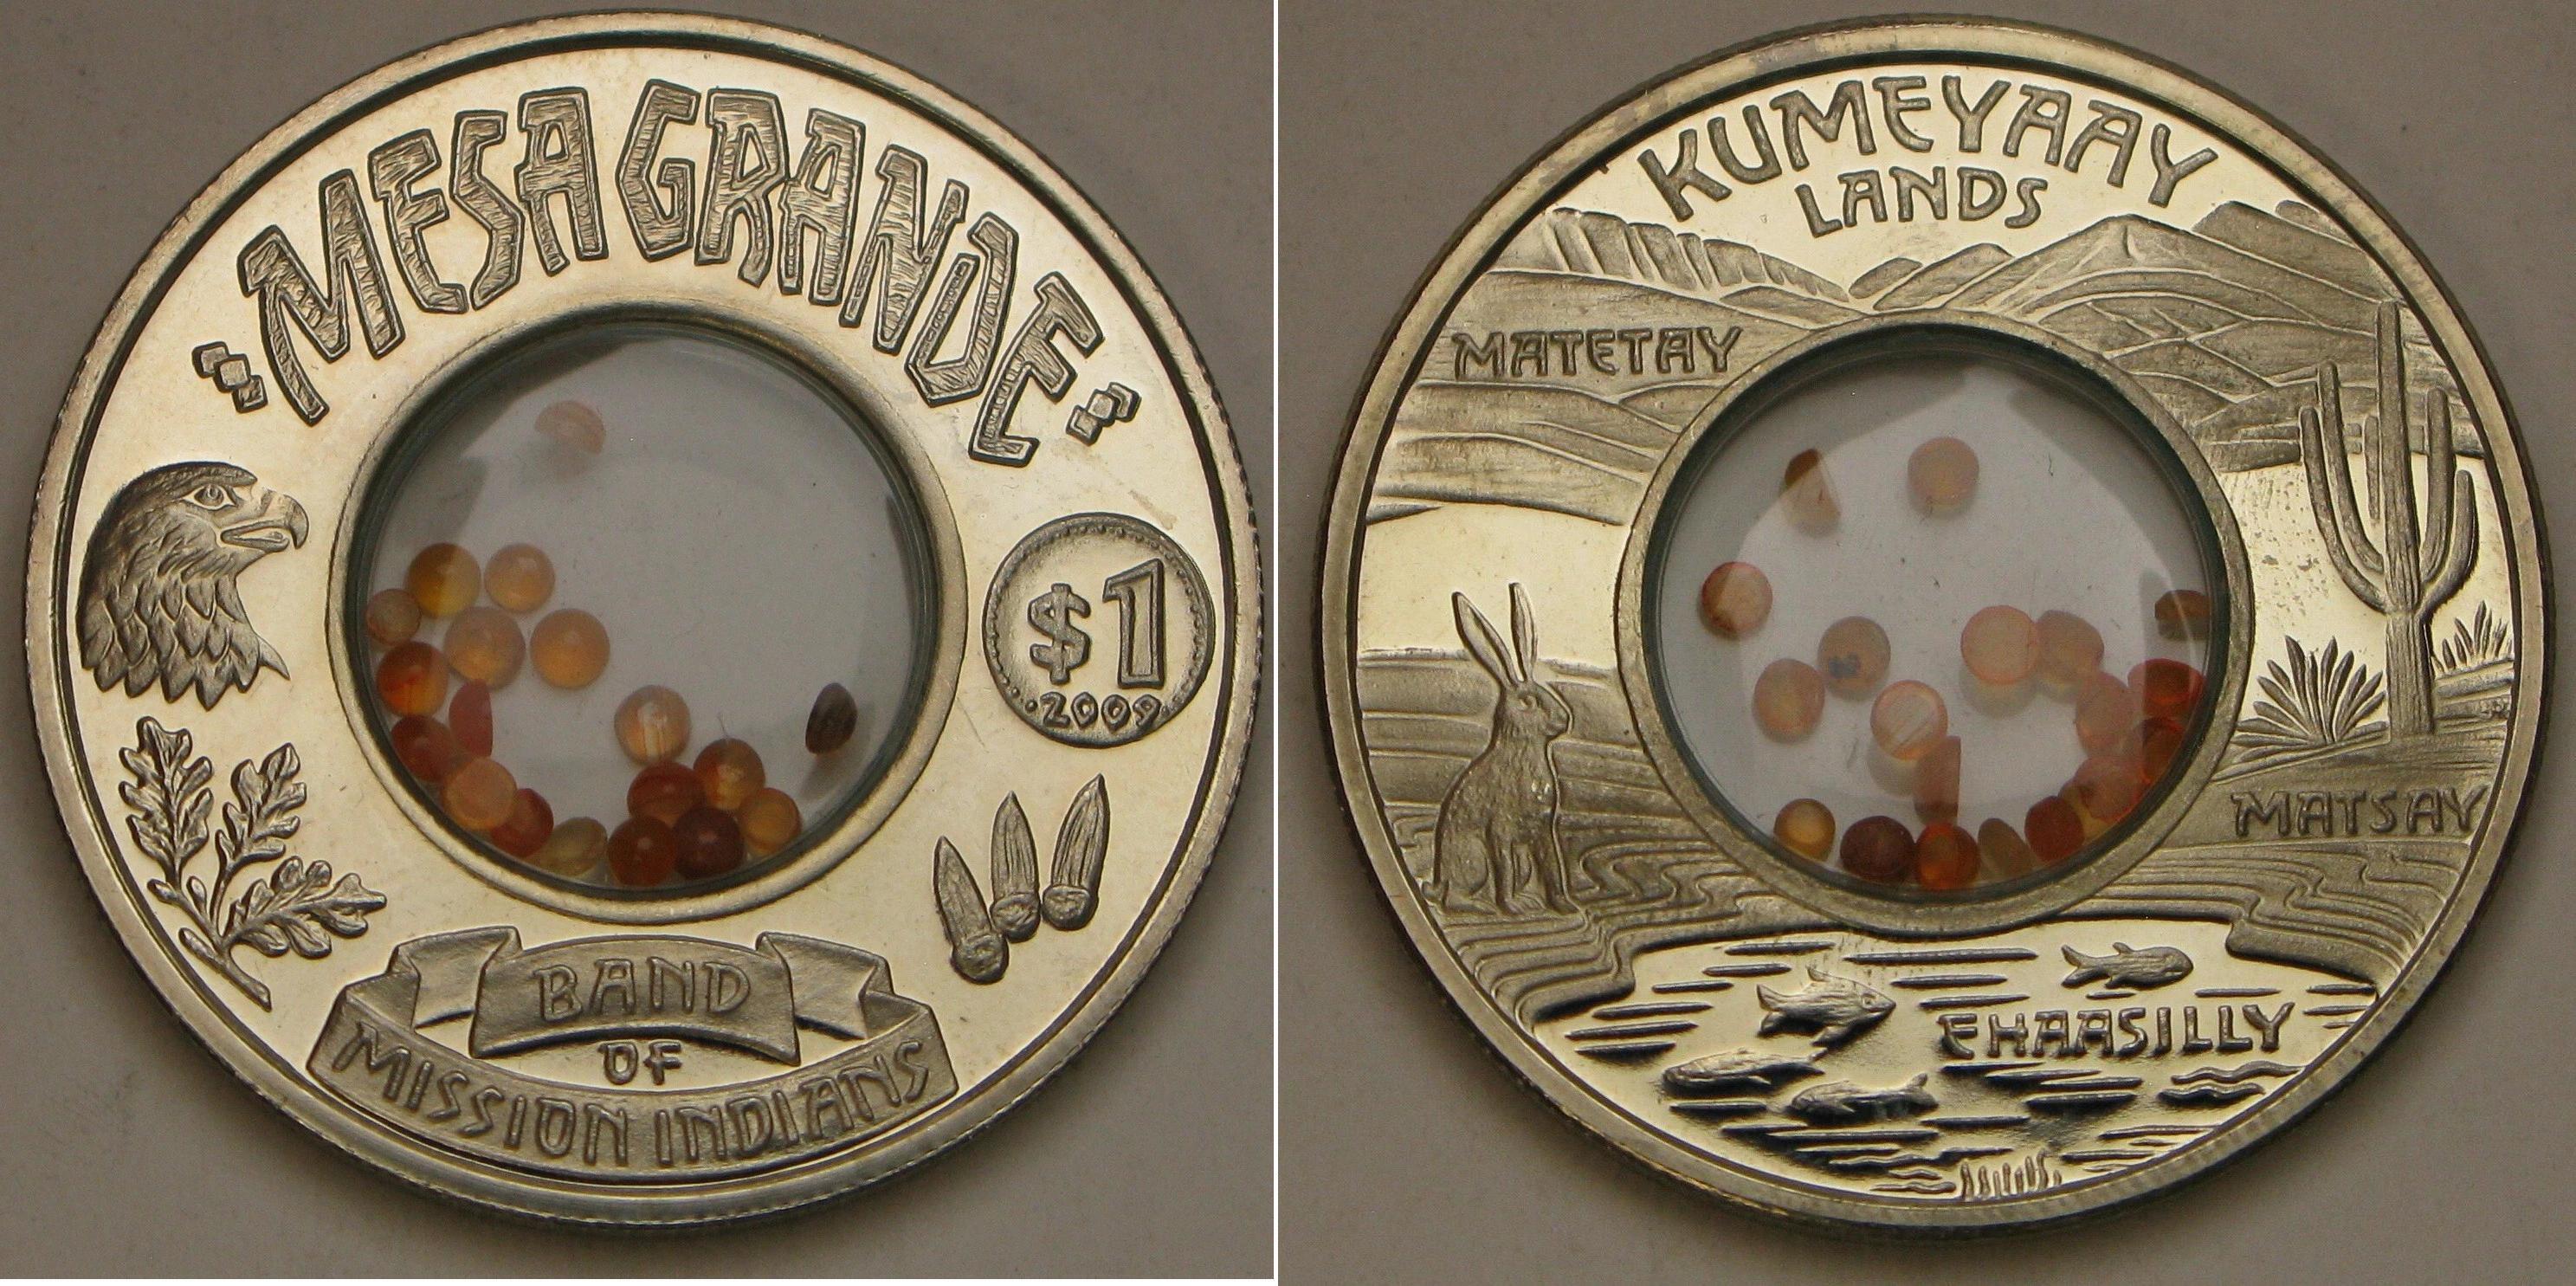 MESA GRANDE
$1
2009
BAND
OF
MISSION INDIANS
KUMEYAAY
LANDS
MATETAY
MATSAY
EHAASILLY